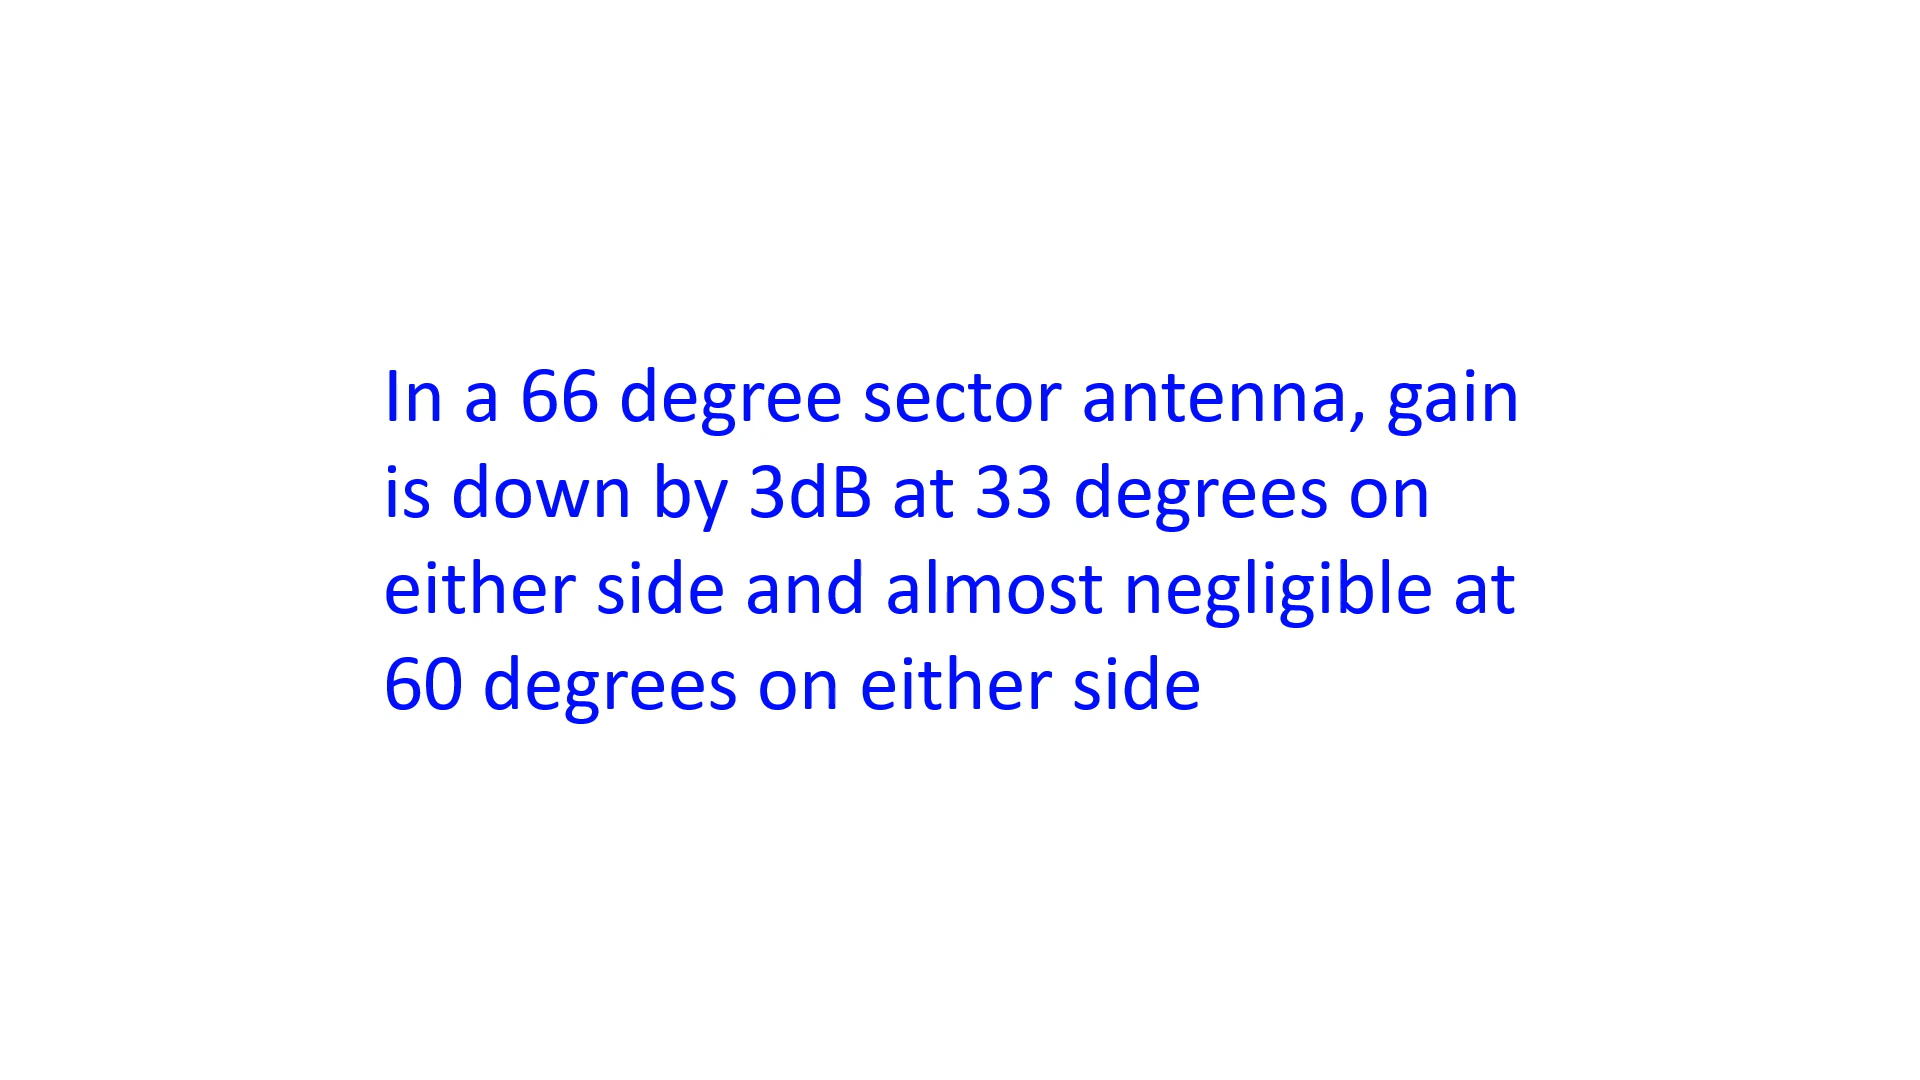 In a 66 degree sector antenna, gain
is down by 3dB at 33 degrees on
either side and almost negligible at
60 degrees on either side